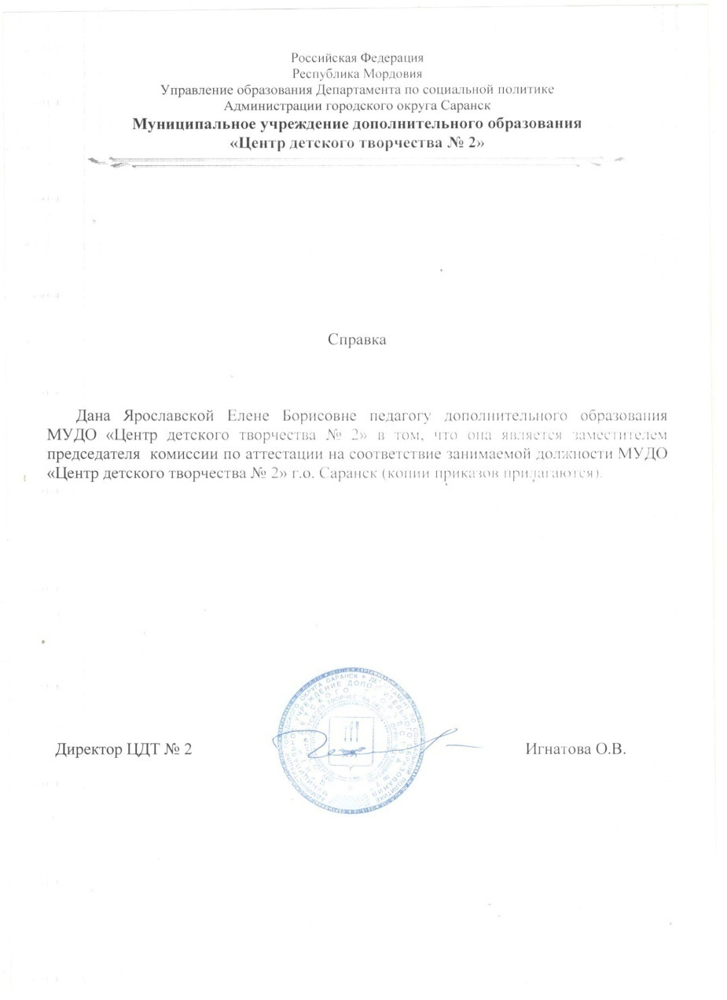 Российская Федерация
Республика Мордовия
Управление образования Департамента по социальной политике
Администрации городского округа Саранск
Муниципальное учреждение дополнительного образования
«Центр детского творчества № 2»
Справка
Дана Ярославской Елене Борисовне педагогу дополнительного образования
МУДО «Центр детского творчества № 2» в том, что она является заместителем
председателя комиссии по аттестации на соответствие занимаемой должности МУДО
«Центр детского творчества № 2» г.о. Саранск (копии приказов прилагаются).
Директор ЦДТ № 2
Игнатова О.В.